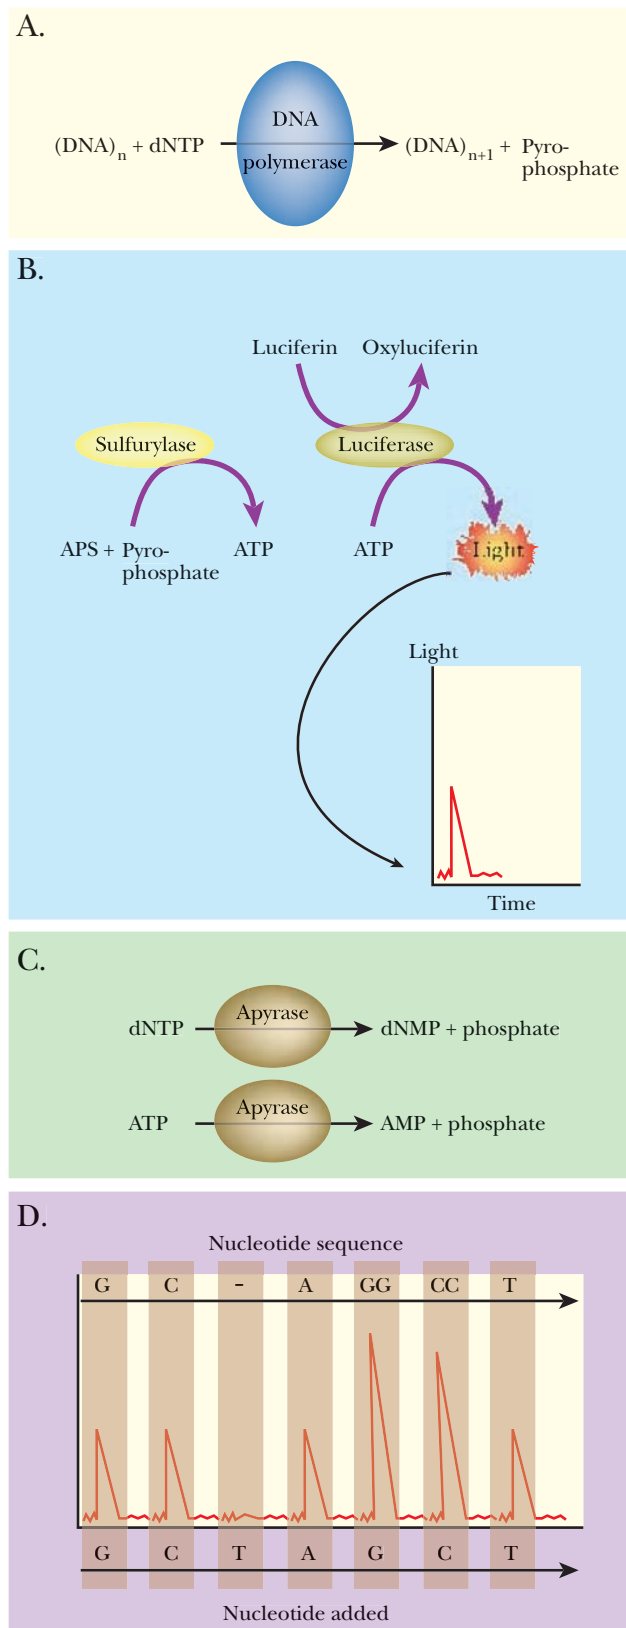 A.
DNA
(DNA)n + dNTP (DNA)n+1 + Pyro-
polymerase phosphate
B.
Luciferin Oxyluciferin
Sulfurylase Luciferase
APS + Pyro- ATP ATP Light
phosphate
Light
Time
C.
Apyrase
dNTP dNMP + phosphate
Apyrase
ATP AMP + phosphate
D.
Nucleotide sequence
G C - A GG CC T
G C T A G C T
Nucleotide added